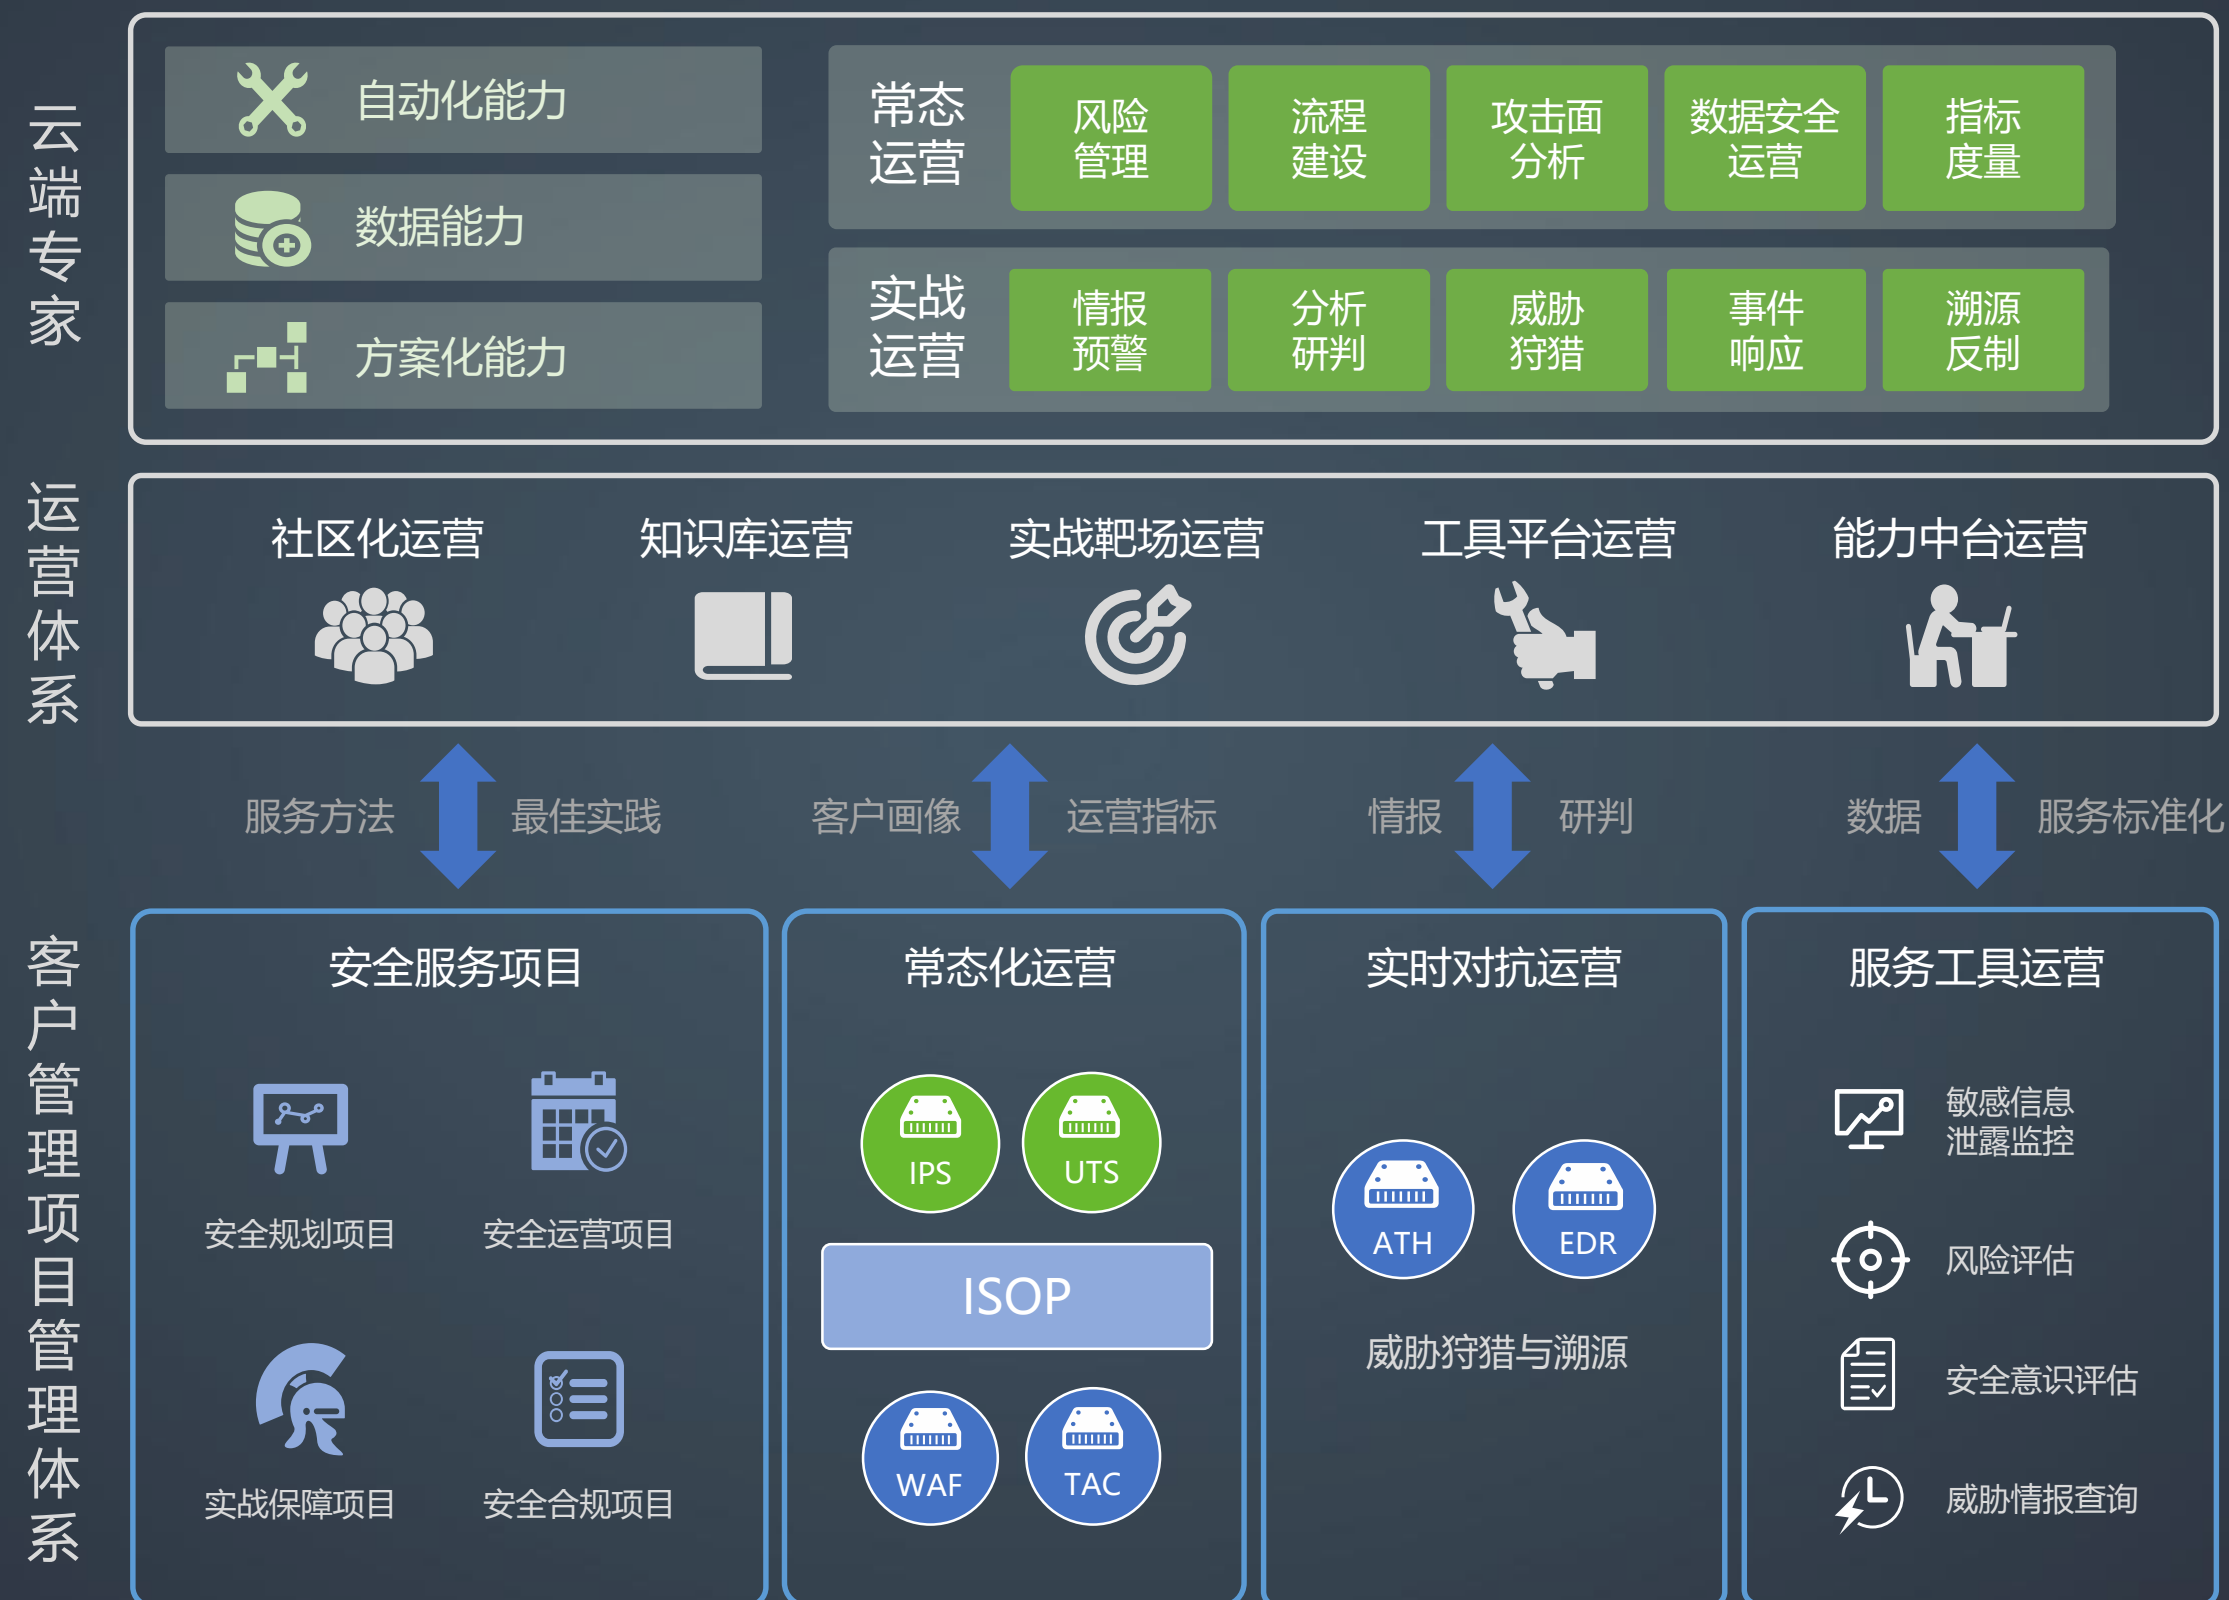 云端专家
自动化能力
数据能力
方案化能力
常态
运营
风险
管理
流程
建设
攻击面
分析
数据安全
运营
指标
度量
实战
运营
情报
预警
分析
研判
威胁
狩猎
事件
响应
溯源
反制
运营体系
社区化运营
知识库运营
实战靶场运营
工具平台运营
能力中台运营
服务方法
最佳实践
客户画像
运营指标
情报
研判
数据
服务标准化
客户管理项目管理体系
安全服务项目
安全规划项目
安全运营项目
实战保障项目
安全合规项目
常态化运营
IPS
UTS
ISOP
WAF
TAC
实时对抗运营
ATH
EDR
威胁狩猎与溯源
服务工具运营
敏感信息
泄露监控
风险评估
安全意识评估
威胁情报查询